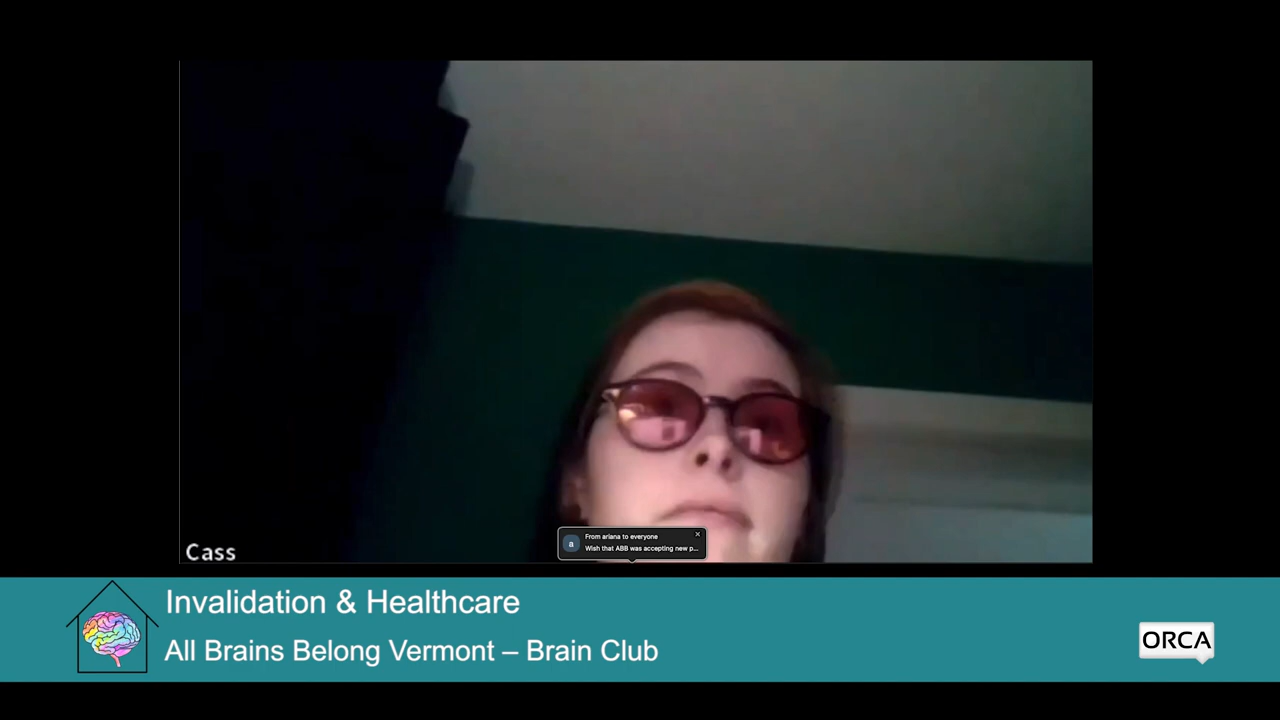 Cass
a
From ariana to everyone
Wish that ABB was accepting new p...
Invalidation & Healthcare
All Brains Belong Vermont – Brain Club
ORCA